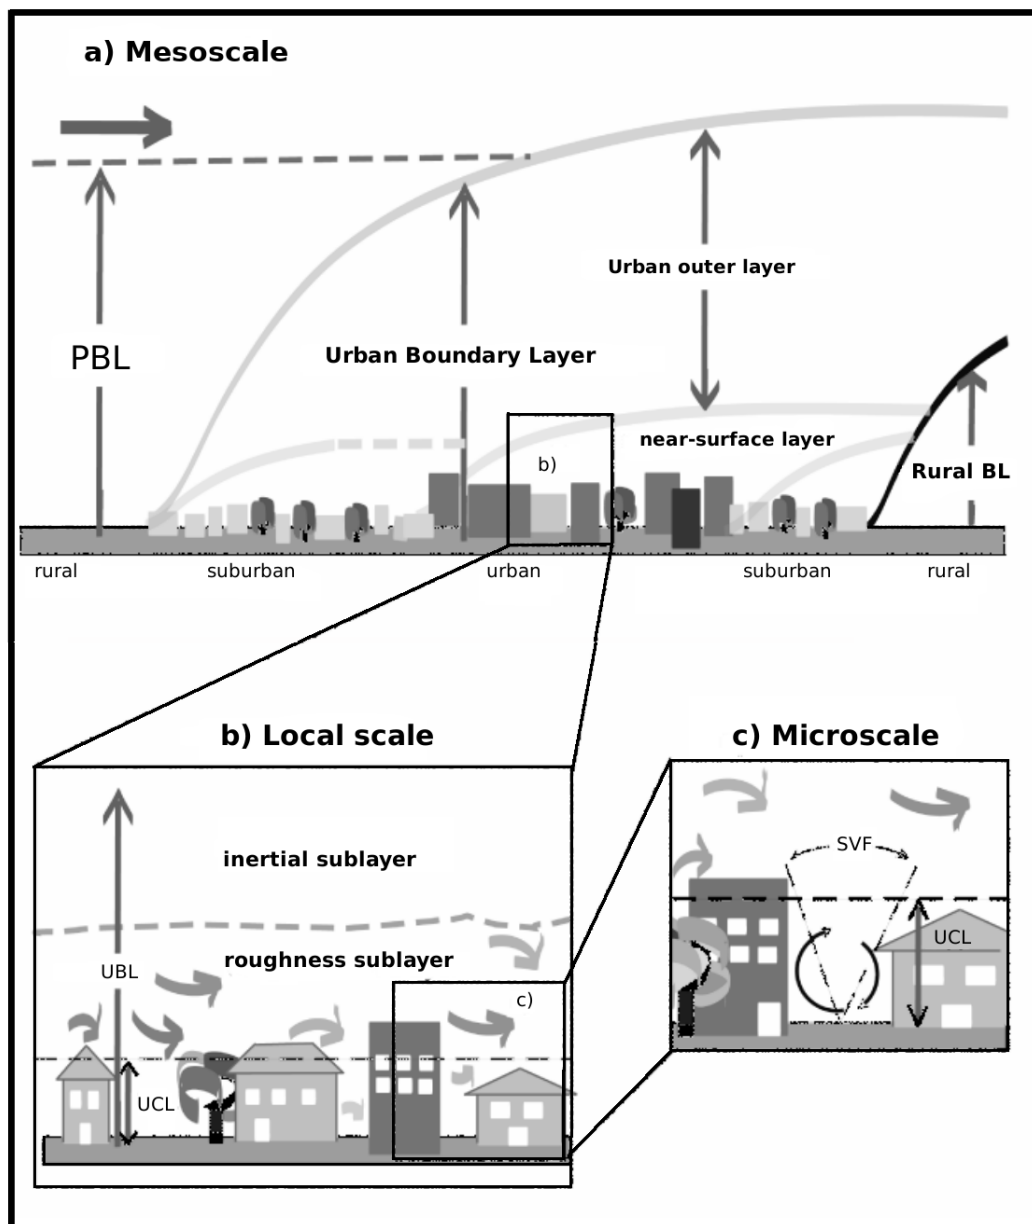 a) Mesoscale
Urban outer layer
PBL
Urban Boundary Layer
near-surface layer
b)
Rural BL
rural
suburban
urban
suburban
rural
b) Local scale
c) Microscale
inertial sublayer
UBL
roughness sublayer
c)
UCL
SVF
UCL